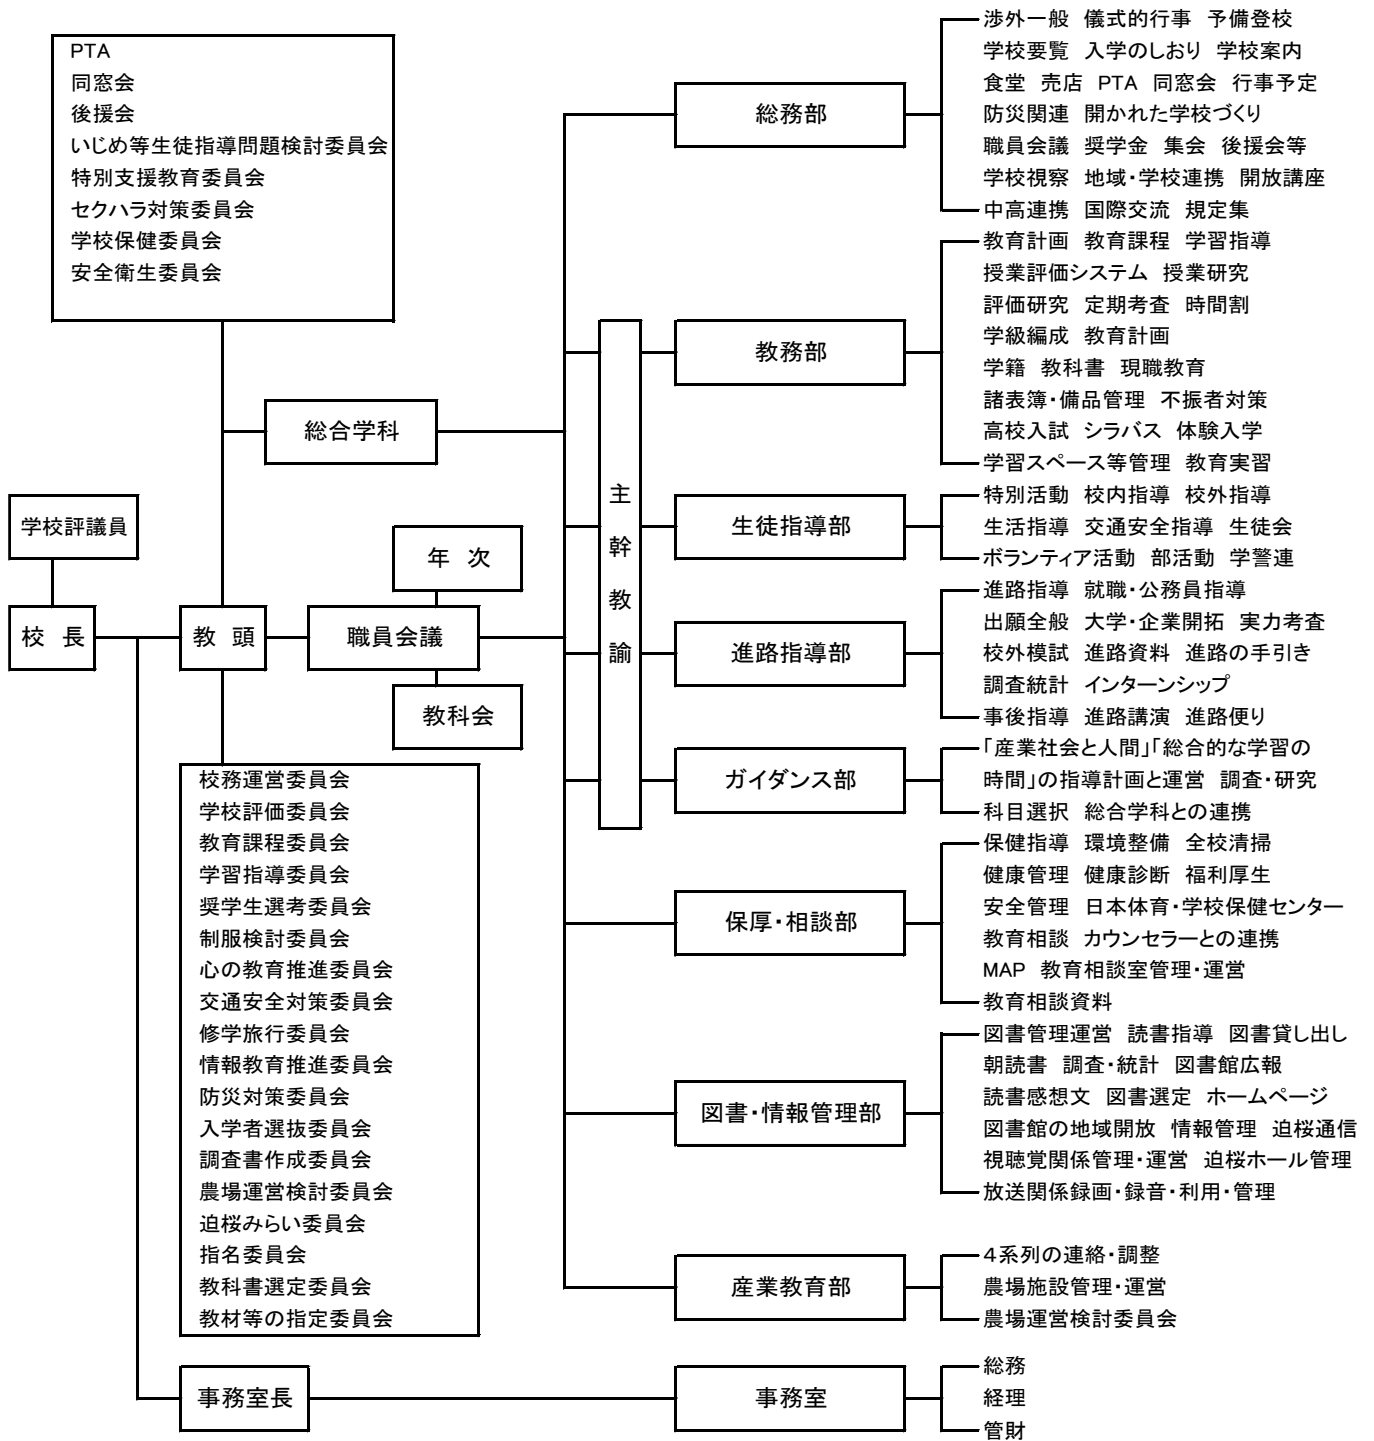 PTA
同窓会
後援会
いじめ等生徒指導問題検討委員会
特別支援教育委員会
セクハラ対策委員会
学校保健委員会
安全衛生委員会
総合学科
学校評議員
校 長
教 頭
年 次
職員会議
教科会
校務運営委員会
学校評価委員会
教育課程委員会
学習指導委員会
奨学生選考委員会
制服検討委員会
心の教育推進委員会
交通安全対策委員会
修学旅行委員会
情報教育推進委員会
防災対策委員会
入学者選抜委員会
調査書作成委員会
農場運営検討委員会
迫桜みらい委員会
指名委員会
教科書選定委員会
教材等の指定委員会
事務室長
主
幹
教
諭
総務部
渉外一般 儀式的行事 予備登校
学校要覧 入学のしおり 学校案内
食堂 売店 PTA 同窓会 行事予定
防災関連 開かれた学校づくり
職員会議 奨学金 集会 後援会等
学校視察 地域・学校連携 開放講座
中高連携 国際交流 規定集
教務部
教育計画 教育課程 学習指導
授業評価システム 授業研究
評価研究 定期考査 時間割
学級編成 教育計画
学籍 教科書 現職教育
諸表簿・備品管理 不振者対策
高校入試 シラバス 体験入学
学習スペース等管理 教育実習
生徒指導部
特別活動 校内指導 校外指導
生活指導 交通安全指導 生徒会
ボランティア活動 部活動 学警連
進路指導部
進路指導 就職・公務員指導
出願全般 大学・企業開拓 実力考査
校外模試 進路資料 進路の手引き
調査統計 インターンシップ
事後指導 進路講演 進路便り
ガイダンス部
「産業社会と人間」「総合的な学習の
時間」の指導計画と運営 調査・研究
科目選択 総合学科との連携
保厚・相談部
保健指導 環境整備 全校清掃
健康管理 健康診断 福利厚生
安全管理 日本体育・学校保健センター
教育相談 カウンセラーとの連携
MAP 教育相談室管理・運営
教育相談資料
図書・情報管理部
図書管理運営 読書指導 図書貸し出し
朝読書 調査・統計 図書館広報
読書感想文 図書選定 ホームページ
図書館の地域開放 情報管理 迫桜通信
視聴覚関係管理・運営 迫桜ホール管理
放送関係録画・録音・利用・管理
産業教育部
4系列の連絡・調整
農場施設管理・運営
農場運営検討委員会
事務室
総務
経理
管財